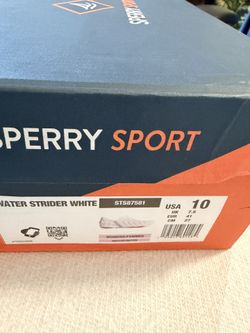 SPERRY SPORT
WATER STRIDER WHITE
STS87581
USA 10
UK 7.5
EUR 41
CM 27